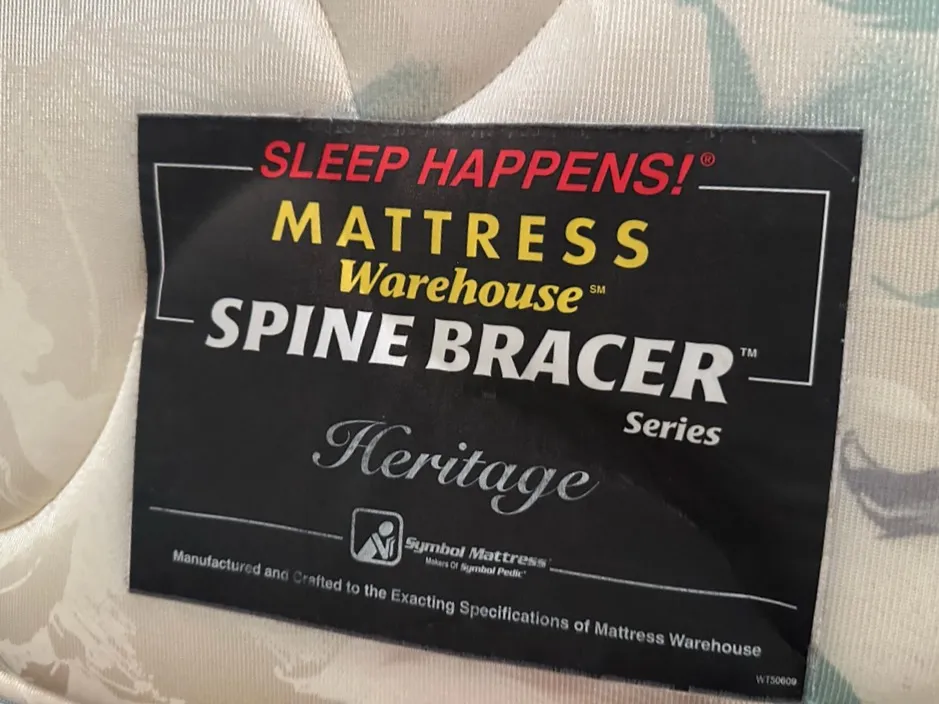 SLEEP HAPPENS!®
MATTRESS
Warehouse℠
SPINE BRACER™
Series
Heritage
Symbol Mattress
Makers Of Symbol Pedic
Manufactured and Crafted to the Exacting Specifications of Mattress Warehouse
WT50609